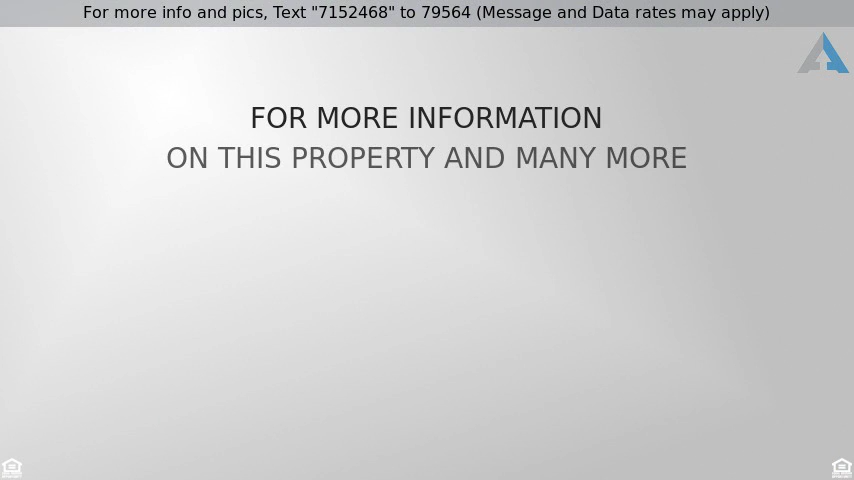 For more info and pics, Text "7152468" to 79564 (Message and Data rates may apply)
FOR MORE INFORMATION
ON THIS PROPERTY AND MANY MORE